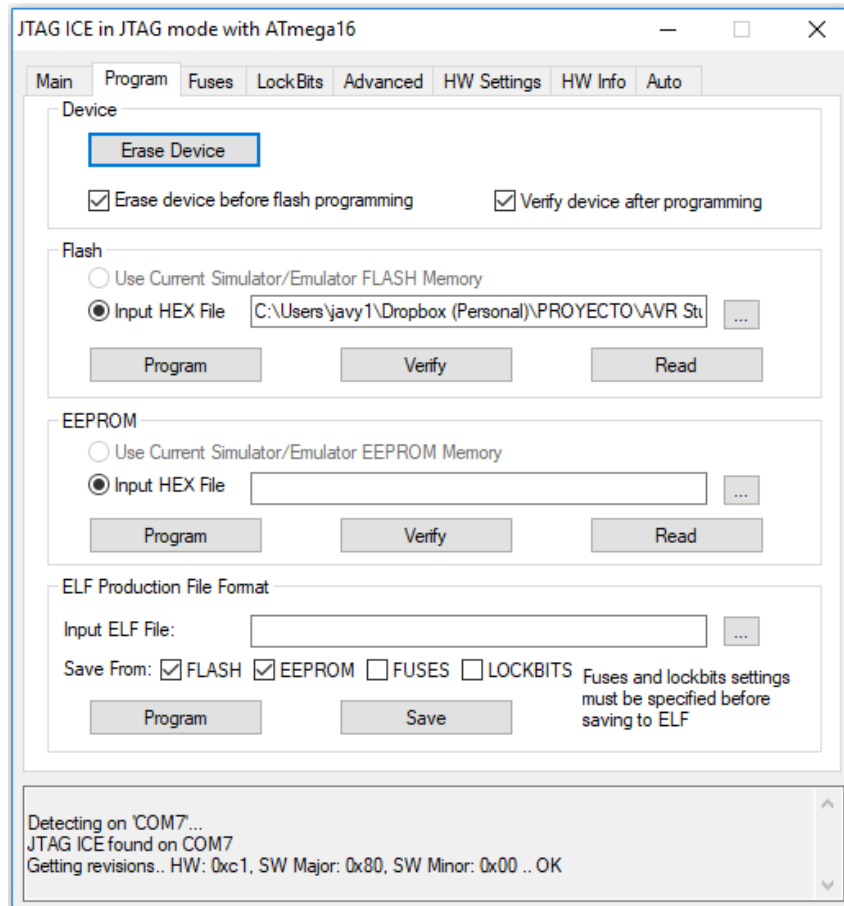 JTAG ICE in JTAG mode with ATmega16
Main Program Fuses LockBits Advanced HW Settings HW Info Auto
Device
Erase Device
Erase device before flash programming Verify device after programming
Flash
Use Current Simulator/Emulator FLASH Memory
Input HEX File C:\Users\javy1\Dropbox (Personal)\PROYECTO\AVR Stu ...
Program Verify Read
EEPROM
Use Current Simulator/Emulator EEPROM Memory
Input HEX File ...
Program Verify Read
ELF Production File Format
Input ELF File: ...
Save From: FLASH EEPROM FUSES LOCKBITS
Fuses and lockbits settings
must be specified before
saving to ELF
Program Save
Detecting on 'COM7'...
JTAG ICE found on COM7
Getting revisions.. HW: 0xc1, SW Major: 0x80, SW Minor: 0x00 .. OK